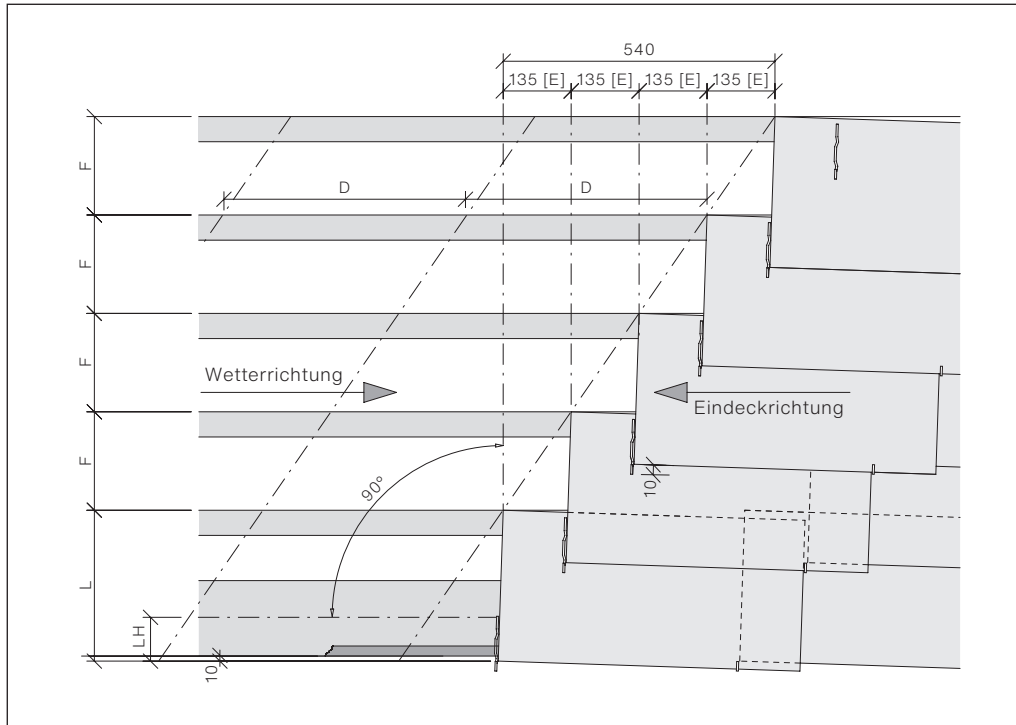 540
135 [E] 135 [E] 135 [E] 135 [E]
F
D D
F
F
Wetterrichtung
Eindeckrichtung
F
10
90°
L
LH
10